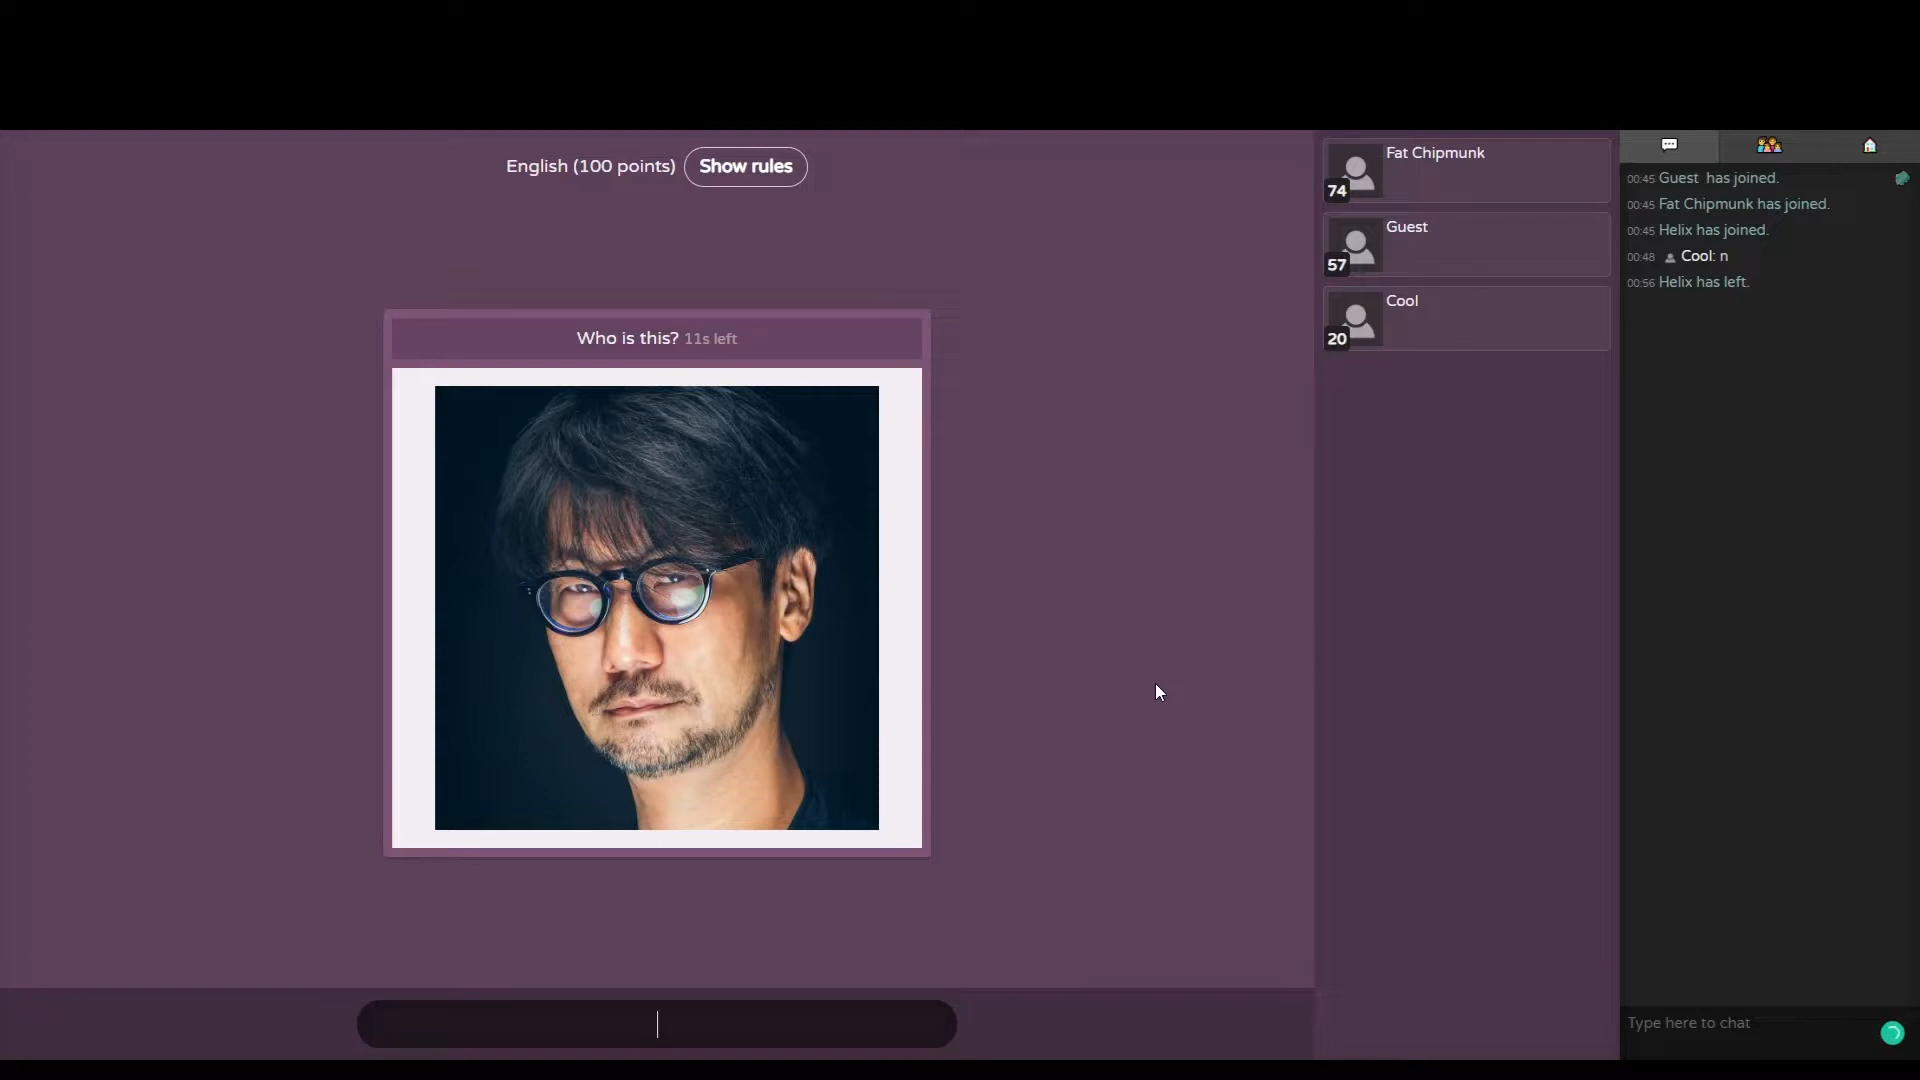 English (100 points) Show rules
Who is this? 11s left
Fat Chipmunk
74
Guest
57
Cool
20
00:45 Guest has joined.
00:45 Fat Chipmunk has joined.
00:45 Helix has joined.
00:48 Cool: n
00:56 Helix has left.
Type here to chat